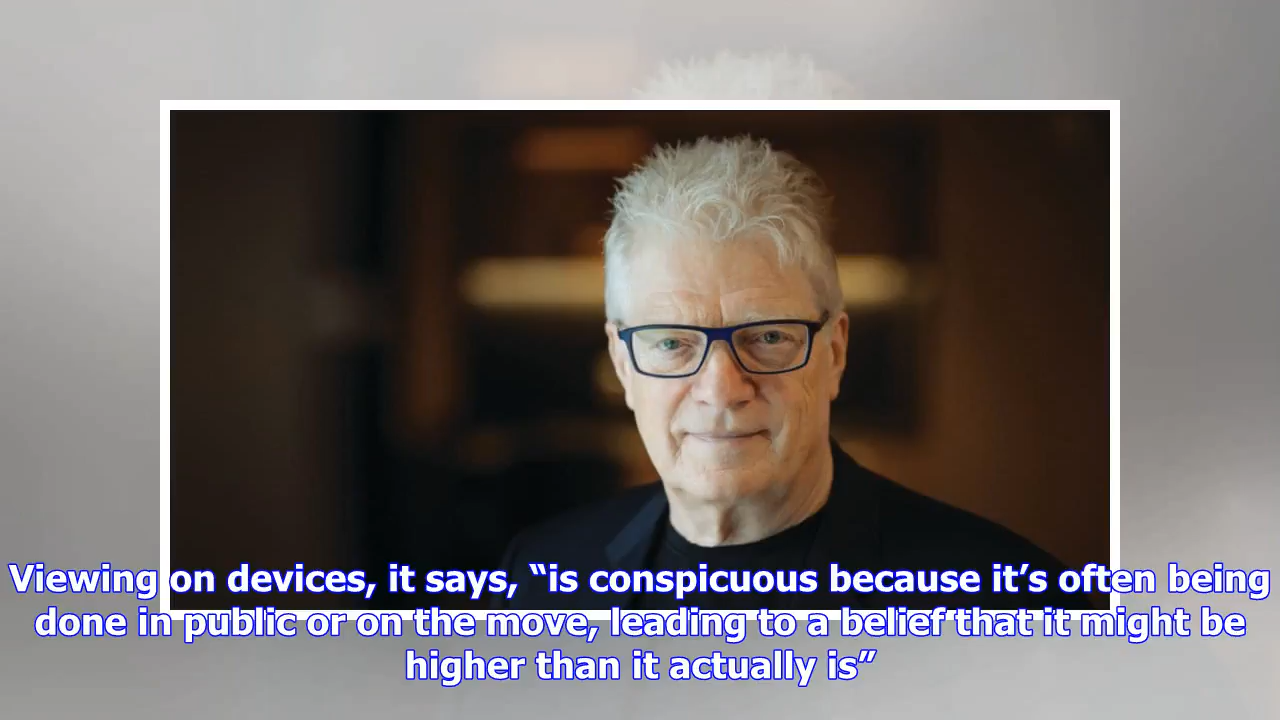 Viewing on devices, it says, “is conspicuous because it’s often being
done in public or on the move, leading to a belief that it might be
higher than it actually is”